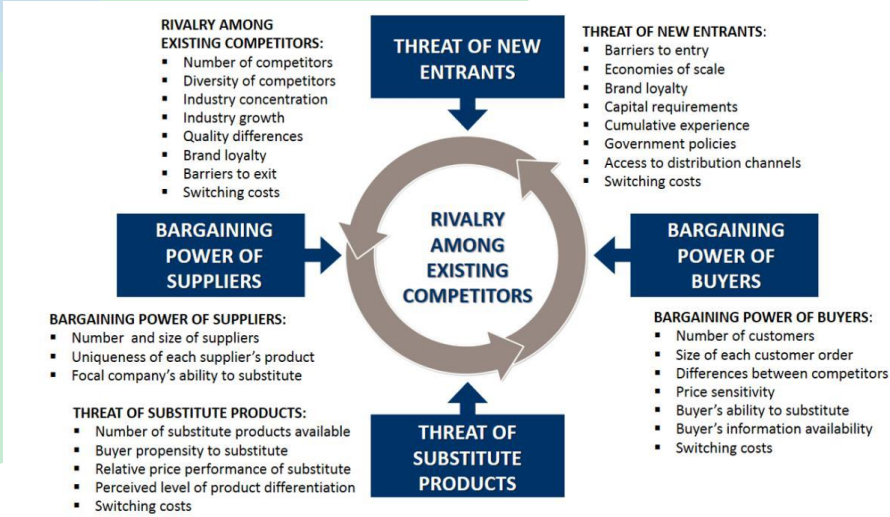 RIVALRY AMONG
EXISTING COMPETITORS:
▪ Number of competitors
▪ Diversity of competitors
▪ Industry concentration
▪ Industry growth
▪ Quality differences
▪ Brand loyalty
▪ Barriers to exit
▪ Switching costs
THREAT OF NEW
ENTRANTS
THREAT OF NEW ENTRANTS:
▪ Barriers to entry
▪ Economies of scale
▪ Brand loyalty
▪ Capital requirements
▪ Cumulative experience
▪ Government policies
▪ Access to distribution channels
▪ Switching costs
BARGAINING
POWER OF
SUPPLIERS
RIVALRY
AMONG
EXISTING
COMPETITORS
BARGAINING
POWER OF
BUYERS
BARGAINING POWER OF SUPPLIERS:
▪ Number and size of suppliers
▪ Uniqueness of each supplier's product
▪ Focal company's ability to substitute
BARGAINING POWER OF BUYERS:
▪ Number of customers
▪ Size of each customer order
▪ Differences between competitors
▪ Price sensitivity
▪ Buyer's ability to substitute
▪ Buyer's information availability
▪ Switching costs
THREAT OF SUBSTITUTE PRODUCTS:
▪ Number of substitute products available
▪ Buyer propensity to substitute
▪ Relative price performance of substitute
▪ Perceived level of product differentiation
▪ Switching costs
THREAT OF
SUBSTITUTE
PRODUCTS